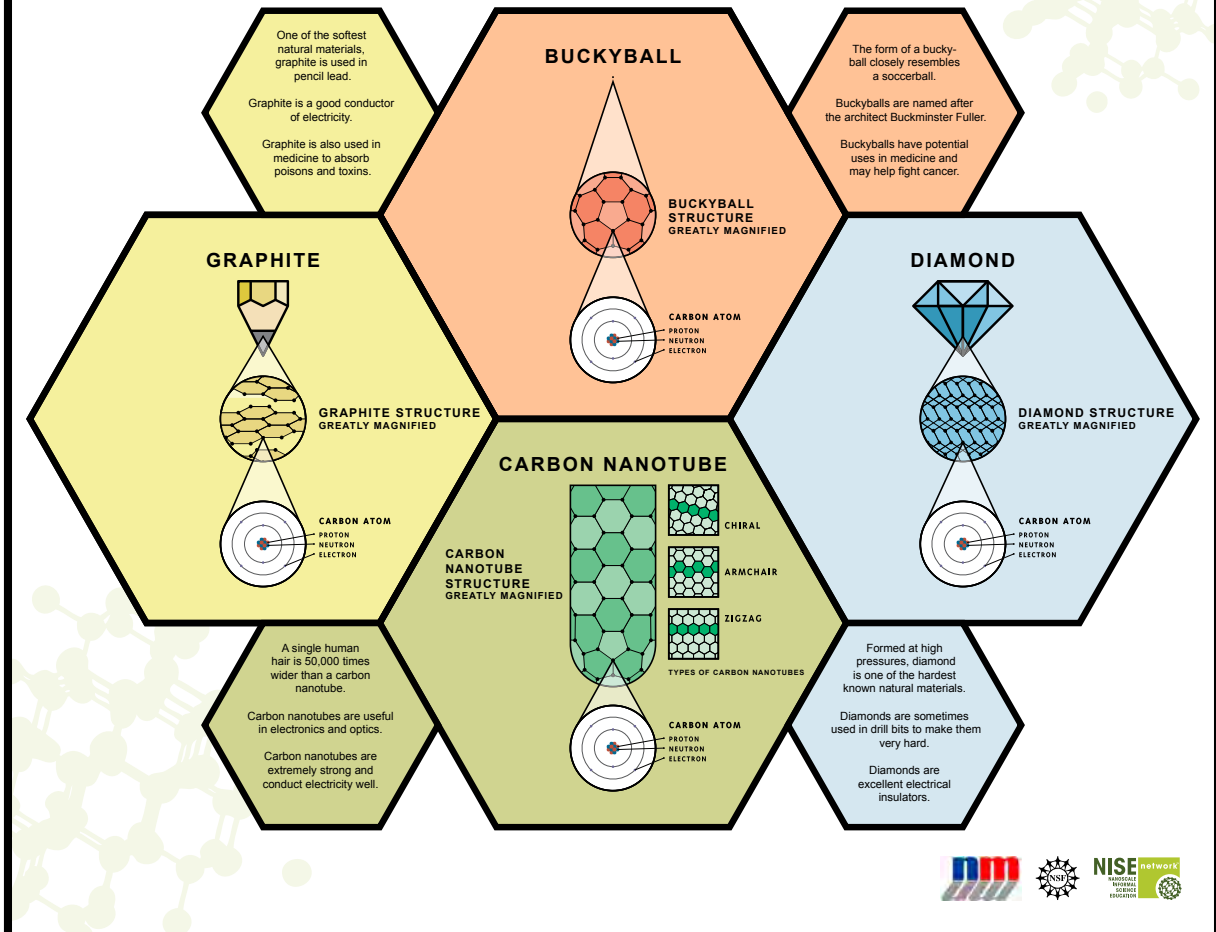 One of the softest
natural materials,
graphite is used in
pencil lead.
Graphite is a good conductor
of electricity.
Graphite is also used in
medicine to absorb
poisons and toxins.
BUCKYBALL
BUCKYBALL
STRUCTURE
GREATLY MAGNIFIED
CARBON ATOM
PROTON
NEUTRON
ELECTRON
The form of a bucky-
ball closely resembles
a soccerball.
Buckyballs are named after
the architect Buckminster Fuller.
Buckyballs have potential
uses in medicine and
may help fight cancer.
GRAPHITE
GRAPHITE STRUCTURE
GREATLY MAGNIFIED
CARBON ATOM
PROTON
NEUTRON
ELECTRON
DIAMOND
DIAMOND STRUCTURE
GREATLY MAGNIFIED
CARBON ATOM
PROTON
NEUTRON
ELECTRON
CARBON NANOTUBE
CARBON
NANOTUBE
STRUCTURE
GREATLY MAGNIFIED
CHIRAL
ARMCHAIR
ZIGZAG
TYPES OF CARBON NANOTUBES
CARBON ATOM
PROTON
NEUTRON
ELECTRON
A single human
hair is 50,000 times
wider than a carbon
nanotube.
Carbon nanotubes are useful
in electronics and optics.
Carbon nanotubes are
extremely strong and
conduct electricity well.
Formed at high
pressures, diamond
is one of the hardest
known natural materials.
Diamonds are sometimes
used in drill bits to make them
very hard.
Diamonds are
excellent electrical
insulators.
nm
NSF
NISE network
NANOSCALE
INFORMAL
SCIENCE
EDUCATION